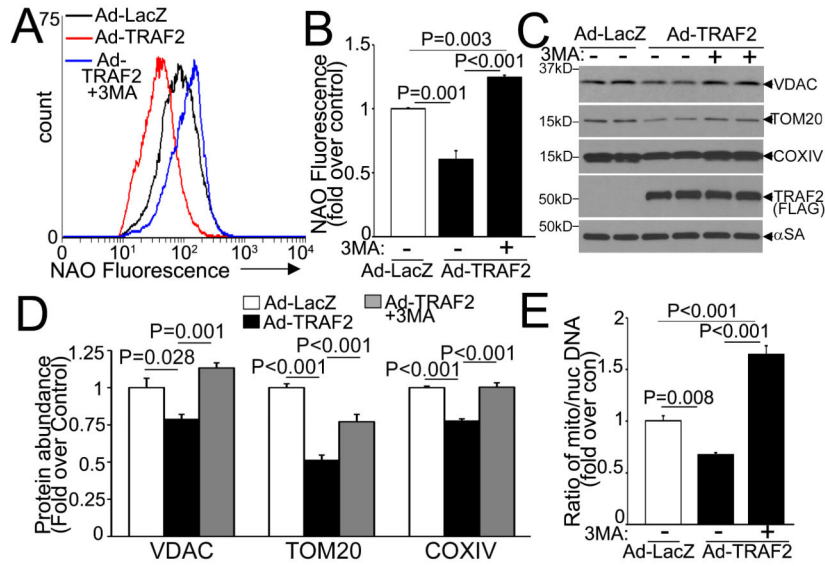 A
75
Ad-LacZ
Ad-TRAF2
Ad-
TRAF2
+3MA
count
0
0 10¹ 10² 10³ 10⁴
NAO Fluorescence
B
NAO Fluorescence
(fold over control)
1.5
1
0.5
0
P=0.003
P<0.001
P=0.001
3MA: - - +
Ad-LacZ Ad-TRAF2
C
Ad-LacZ Ad-TRAF2
3MA: - - - - + +
37kD
VDAC
15kD TOM20
15kD COXIV
50kD TRAF2
(FLAG)
50kD
αSA
D
Ad-LacZ Ad-TRAF2
+3MA
Ad-TRAF2
Protein abundance
(Fold over Control)
1.25
1
0.75
0.5
0.25
0
P=0.001
P=0.028
P<0.001
P<0.001
P<0.001
P<0.001
VDAC TOM20 COXIV
E
Ratio of mito/nuc DNA
(fold over con)
2
1.5
1
0.5
0
P<0.001
P<0.001
P=0.008
3MA: - - +
Ad-LacZ Ad-TRAF2